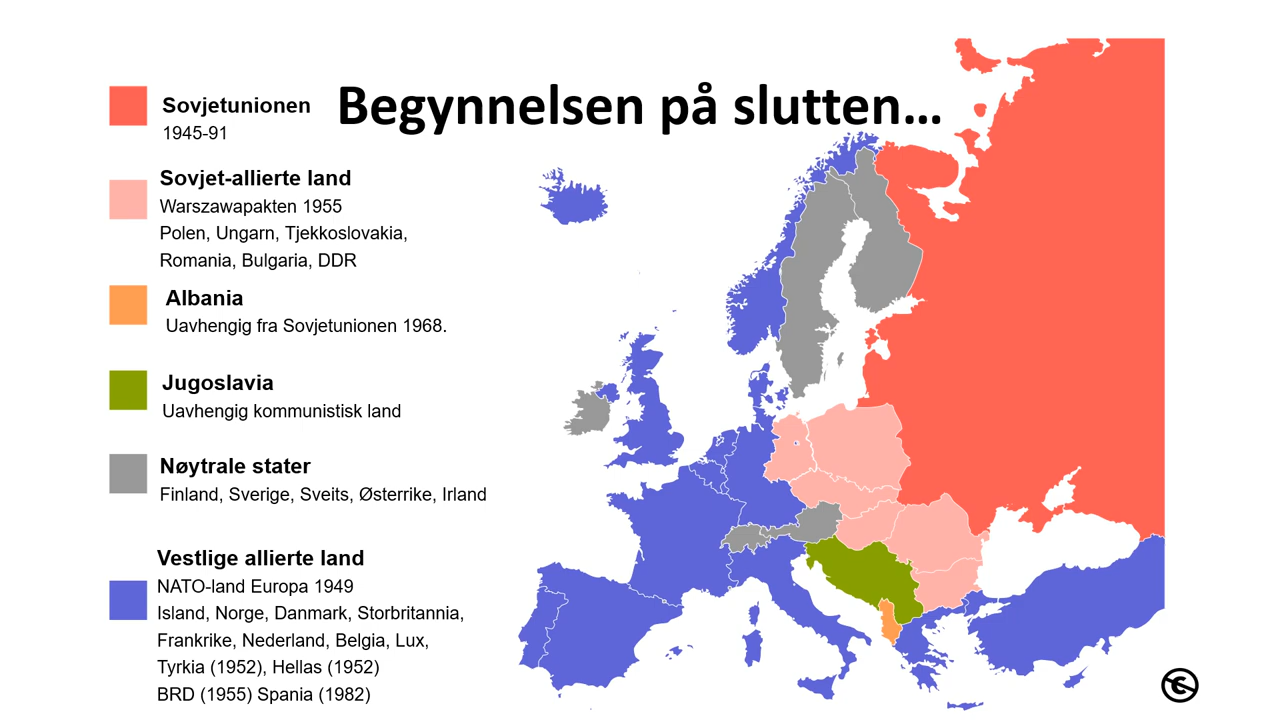 Begynnelsen på slutten…
Sovjetunionen
1945-91
Sovjet-allierte land
Warszawapakten 1955
Polen, Ungarn, Tjekkoslovakia,
Romania, Bulgaria, DDR
Albania
Uavhengig fra Sovjetunionen 1968.
Jugoslavia
Uavhengig kommunistisk land
Nøytrale stater
Finland, Sverige, Sveits, Østerrike, Irland
Vestlige allierte land
NATO-land Europa 1949
Island, Norge, Danmark, Storbritannia,
Frankrike, Nederland, Belgia, Lux,
Tyrkia (1952), Hellas (1952)
BRD (1955) Spania (1982)